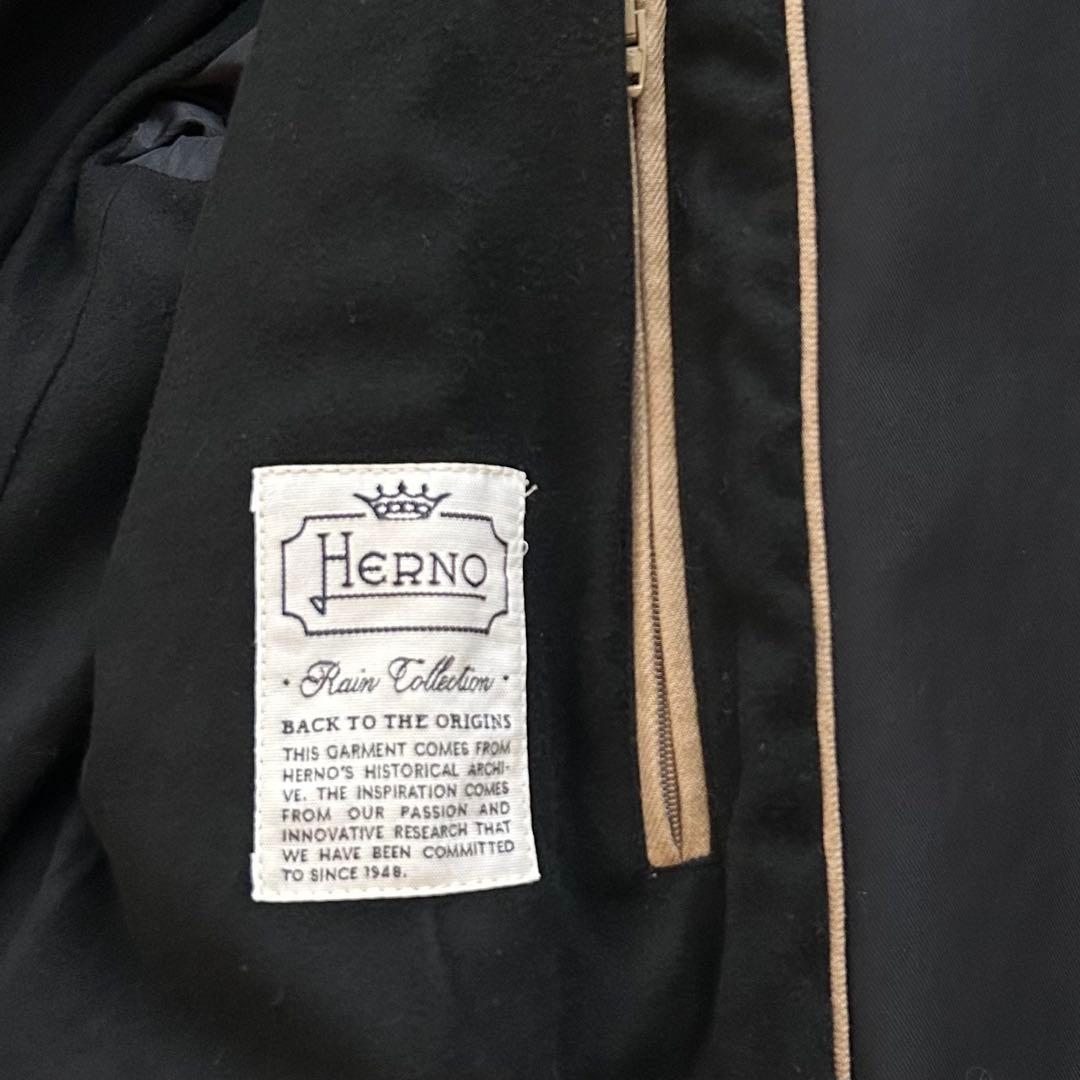 HERNO
· Rain Collection ·
BACK TO THE ORIGINS
THIS GARMENT COMES FROM
HERNO'S HISTORICAL ARCHI-
VE. THE INSPIRATION COMES
FROM OUR PASSION AND
INNOVATIVE RESEARCH THAT
WE HAVE BEEN COMMITTED
TO SINCE 1948.